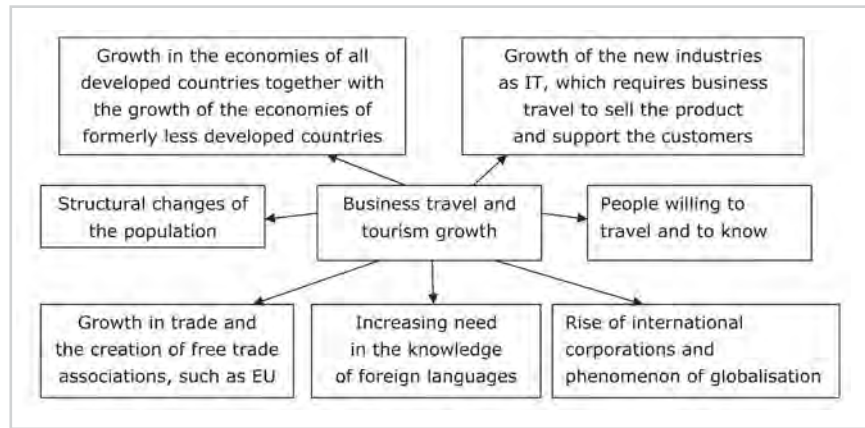 Growth in the economies of all
developed countries together with
the growth of the economies of
formerly less developed countries
Growth of the new industries
as IT, which requires business
travel to sell the product
and support the customers
Structural changes of
the population
Business travel and
tourism growth
People willing to
travel and to know
Growth in trade and
the creation of free trade
associations, such as EU
Increasing need
in the knowledge
of foreign languages
Rise of international
corporations and
phenomenon of globalisation